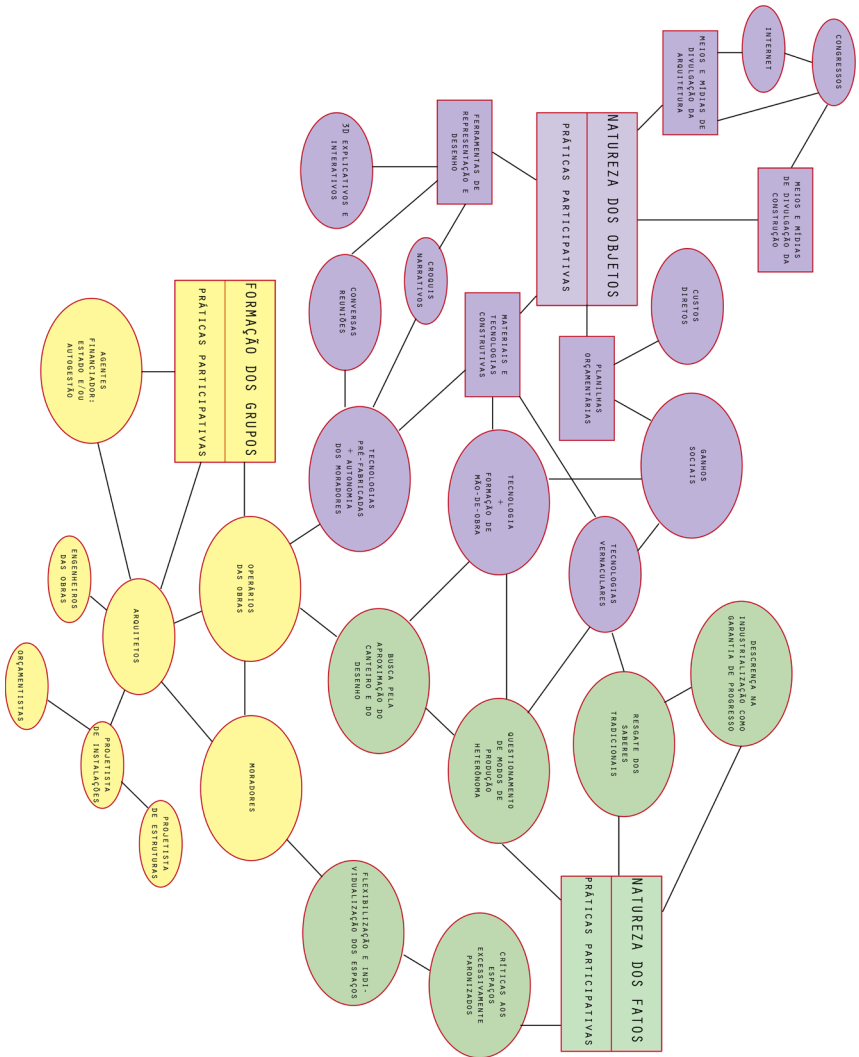 CONGRESSOS
INTERNET
MEIOS E MÍDIAS DE
DIVULGAÇÃO DA
ARQUITETURA
MEIOS E MÍDIAS
DE DIVULGAÇÃO DA
CONSTRUÇÃO
NATUREZA DOS OBJETOS
PRÁTICAS PARTICIPATIVAS
FERRAMENTAS DE
REPRESENTAÇÃO E
DESENHO
3D EXPLICATIVOS E
INTERATIVOS
CROQUIS
NARRATIVOS
CONVERSAS
REUNIÕES
CUSTOS
DIRETOS
PLANILHAS
ORÇAMENTÁRIAS
MATERIAIS E
TECNOLOGIAS
CONSTRUTIVAS
GANHOS
SOCIAIS
TECNOLOGIA
+
FORMAÇÃO DE
MÃO-DE-OBRA
TECNOLOGIAS
PRÉ-FABRICADAS
+ AUTONOMIA
DOS MORADORES
TECNOLOGIAS
VERNACULARES
FORMAÇÃO DOS GRUPOS
PRÁTICAS PARTICIPATIVAS
AGENTES
FINANCIADOR:
ESTADO E/OU
AUTOGESTÃO
OPERÁRIOS
DAS OBRAS
ENGENHEIROS
DAS OBRAS
ARQUITETOS
ORÇAMENTISTAS
PROJETISTA
DE INSTALAÇÕES
PROJETISTA
DE ESTRUTURAS
MORADORES
DESCRENÇA NA
INDUSTRIALIZAÇÃO COMO
GARANTIA DE PROGRESSO
RESGATE DOS
SABERES
TRADICIONAIS
BUSCA PELA
APROXIMAÇÃO DO
CANTEIRO E DO
DESENHO
QUESTIONAMENTO
DE MODOS DE
PRODUÇÃO
HETERÔNOMA
NATUREZA DOS FATOS
PRÁTICAS PARTICIPATIVAS
FLEXIBILIZAÇÃO E INDI-
VIDUALIZAÇÃO DOS ESPAÇOS
CRÍTICAS AOS
ESPAÇOS
EXCESSIVAMENTE
PARONIZADOS